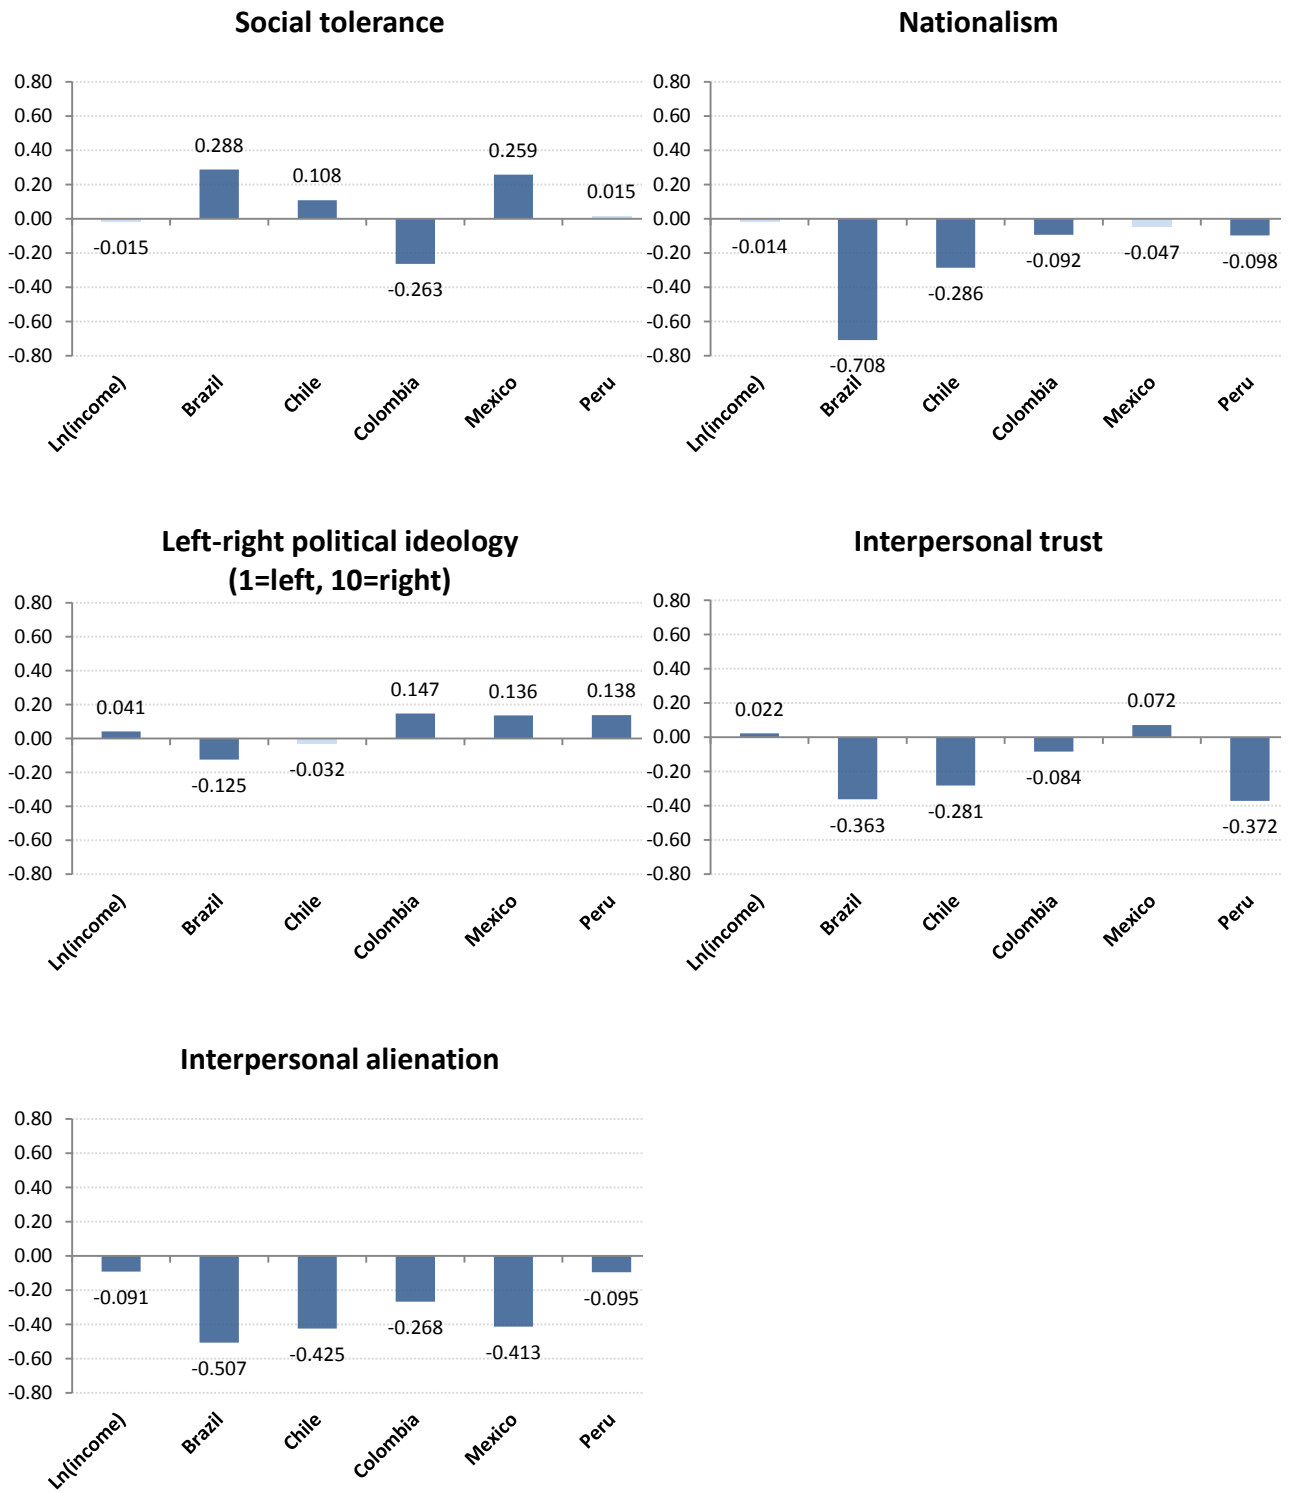 Social tolerance
0.80
0.60
0.40
0.20
0.00
-0.20
-0.40
-0.60
-0.80
-0.015
0.288
0.108
-0.263
0.259
0.015
Ln(income)
Brazil
Chile
Colombia
Mexico
Peru
Nationalism
0.80
0.60
0.40
0.20
0.00
-0.20
-0.40
-0.60
-0.80
-0.014
-0.708
-0.286
-0.092
-0.047
-0.098
Ln(income)
Brazil
Chile
Colombia
Mexico
Peru
Left-right political ideology
(1=left, 10=right)
0.80
0.60
0.40
0.20
0.00
-0.20
-0.40
-0.60
-0.80
0.041
-0.125
-0.032
0.147
0.136
0.138
Ln(income)
Brazil
Chile
Colombia
Mexico
Peru
Interpersonal trust
0.80
0.60
0.40
0.20
0.00
-0.20
-0.40
-0.60
-0.80
0.022
-0.363
-0.281
-0.084
0.072
-0.372
Ln(income)
Brazil
Chile
Colombia
Mexico
Peru
Interpersonal alienation
0.80
0.60
0.40
0.20
0.00
-0.20
-0.40
-0.60
-0.80
-0.091
-0.507
-0.425
-0.268
-0.413
-0.095
Ln(income)
Brazil
Chile
Colombia
Mexico
Peru